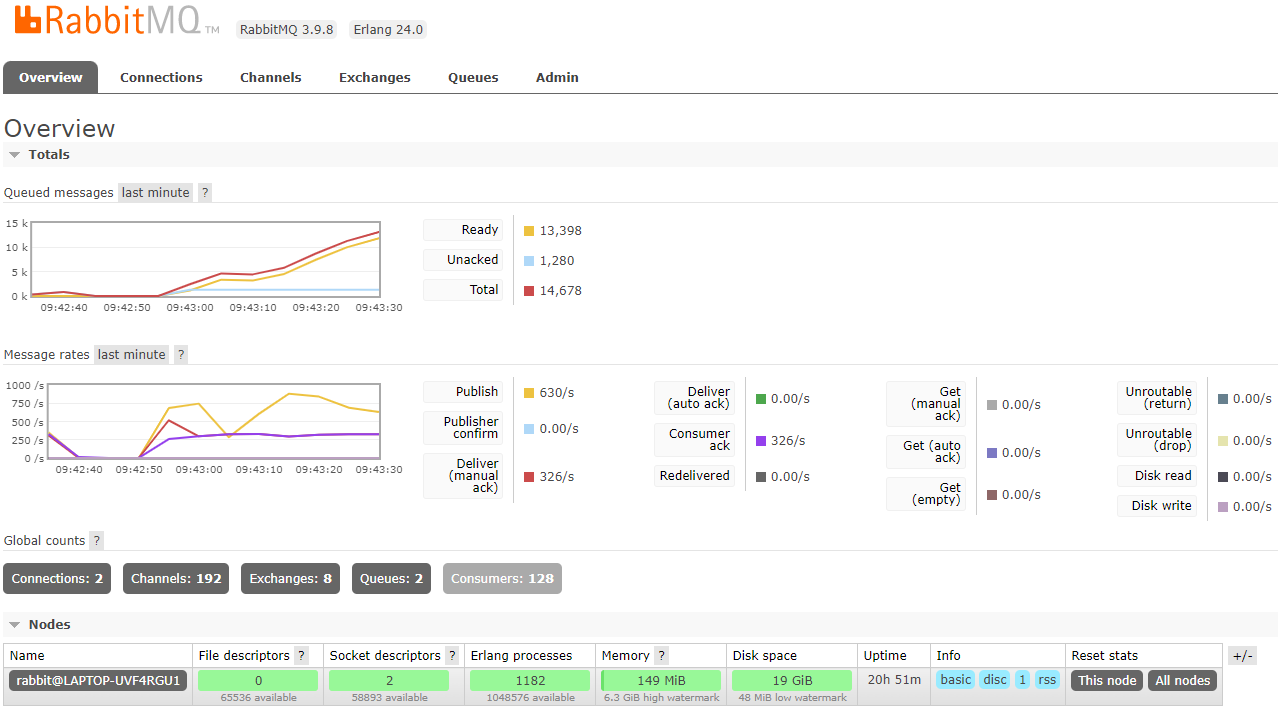 RabbitMQ TM RabbitMQ 3.9.8 Erlang 24.0
Overview Connections Channels Exchanges Queues Admin
Overview
Totals
Queued messages last minute ?
15 k
10 k
5 k
0 k
09:42:40 09:42:50 09:43:00 09:43:10 09:43:20 09:43:30
Ready 13,398
Unacked 1,280
Total 14,678
Message rates last minute ?
1000 /s
750 /s
500 /s
250 /s
0 /s
09:42:40 09:42:50 09:43:00 09:43:10 09:43:20 09:43:30
Publish 630/s
Publisher
confirm 0.00/s
Deliver
(manual
ack) 326/s
Deliver
(auto ack) 0.00/s
Consumer
ack 326/s
Redelivered 0.00/s
Get
(manual
ack) 0.00/s
Get (auto
ack) 0.00/s
Get
(empty) 0.00/s
Unroutable
(return) 0.00/s
Unroutable
(drop) 0.00/s
Disk read 0.00/s
Disk write 0.00/s
Global counts ?
Connections: 2 Channels: 192 Exchanges: 8 Queues: 2 Consumers: 128
Nodes
Name File descriptors ? Socket descriptors ? Erlang processes Memory ? Disk space Uptime Info Reset stats +/-
rabbit@LAPTOP-UVF4RGU1 0 2 1182 149 MiB 19 GiB 20h 51m basic disc 1 rss This node All nodes
65536 available 58893 available 1048576 available 6.3 GiB high watermark 48 MiB low watermark